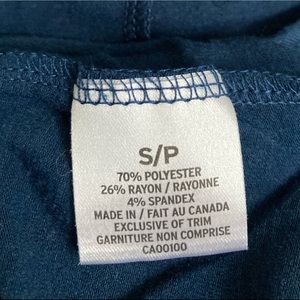 S/P
70% POLYESTER
26% RAYON / RAYONNE
4% SPANDEX
MADE IN / FAIT AU CANADA
EXCLUSIVE OF TRIM
GARNITURE NON COMPRISE
CA00100